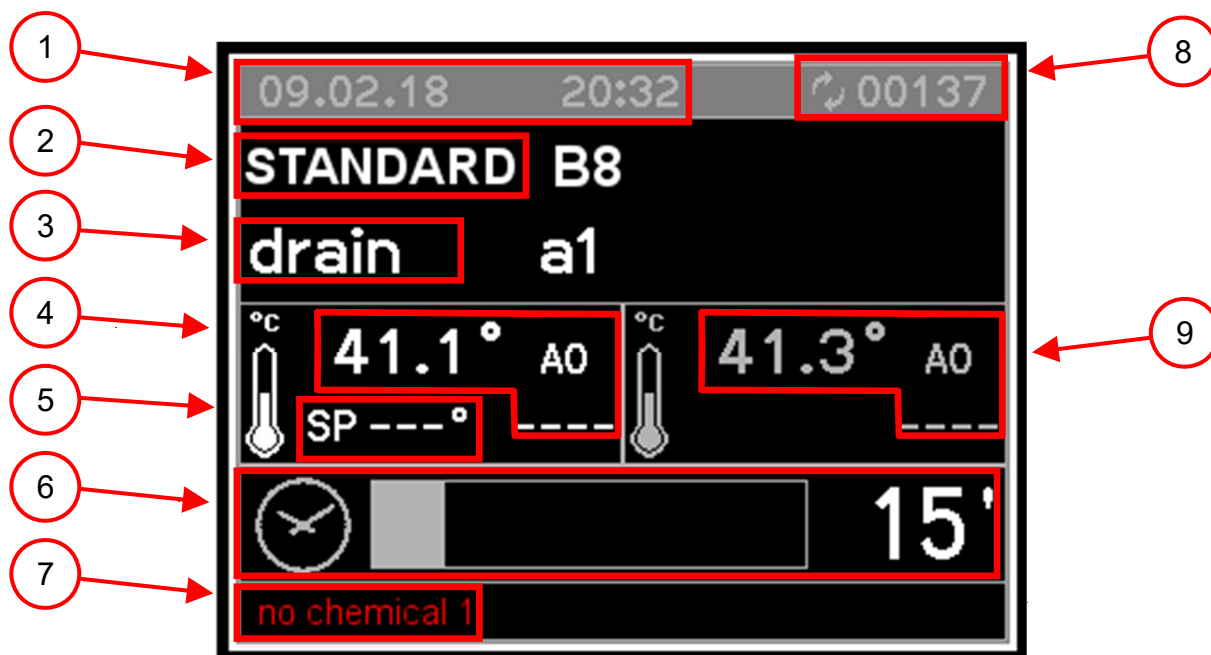 1 09.02.18 20:32 00137 8
2 STANDARD B8
3 drain a1
4 °C 41.1° A0 °C 41.3° A0 9
5 SP ---° ---- ----
6 15'
7 no chemical 1